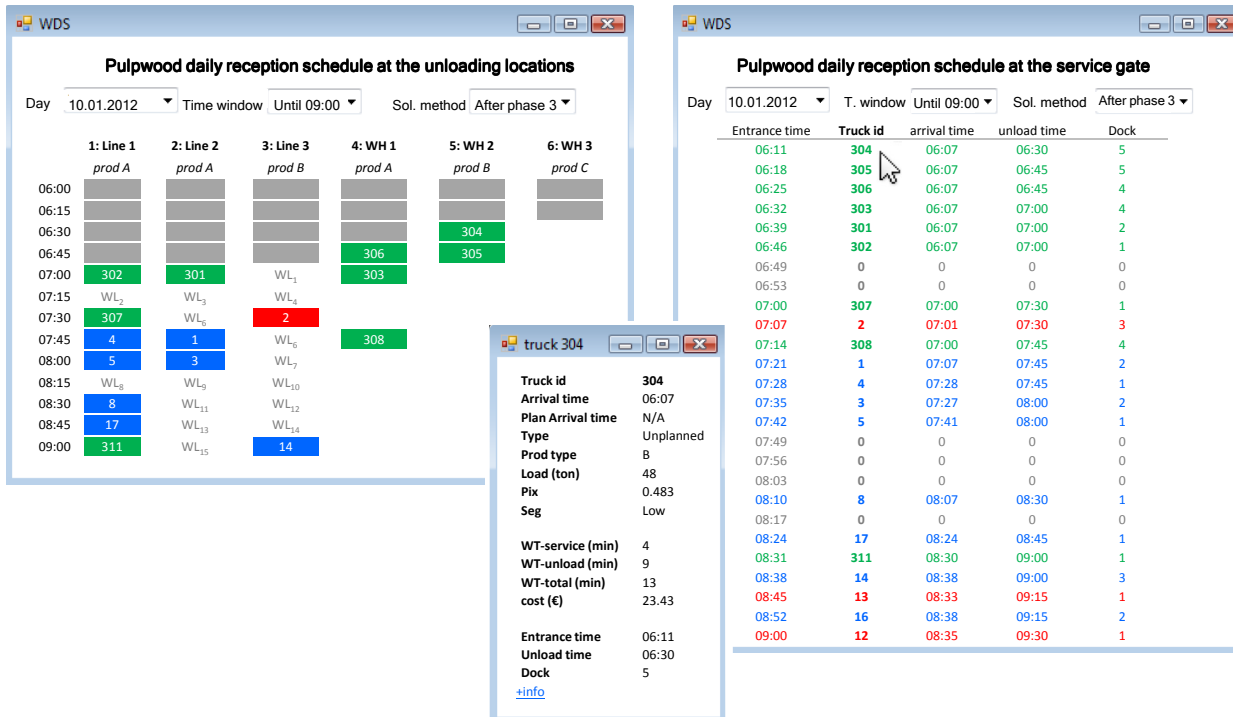 WDS
Pulpwood daily reception schedule at the unloading locations
Day 10.01.2012 Time window Until 09:00 Sol. method After phase 3
1: Line 1 2: Line 2 3: Line 3 4: WH 1 5: WH 2 6: WH 3
prod A prod A prod B prod A prod B prod C
06:00
06:15
06:30 304
06:45 306 305
07:00 302 301 WL1 303
07:15 WL2 WL3 WL4
07:30 307 WL6 2
07:45 4 1 WL6 308
08:00 5 3 WL7
08:15 WL8 WL9 WL10
08:30 8 WL11 WL12
08:45 17 WL13 WL14
09:00 311 WL15 14
truck 304
Truck id 304
Arrival time 06:07
Plan Arrival time N/A
Type Unplanned
Prod type B
Load (ton) 48
Pix 0.483
Seg Low
WT-service (min) 4
WT-unload (min) 9
WT-total (min) 13
cost (€) 23.43
Entrance time 06:11
Unload time 06:30
Dock 5
+info
WDS
Pulpwood daily reception schedule at the service gate
Day 10.01.2012 T. window Until 09:00 Sol. method After phase 3
Entrance time Truck id arrival time unload time Dock
06:11 304 06:07 06:30 5
06:18 305 06:07 06:45 5
06:25 306 06:07 06:45 4
06:32 303 06:07 07:00 4
06:39 301 06:07 07:00 2
06:46 302 06:07 07:00 1
06:49 0 0 0 0
06:53 0 0 0 0
07:00 307 07:00 07:30 1
07:07 2 07:01 07:30 3
07:14 308 07:00 07:45 4
07:21 1 07:07 07:45 2
07:28 4 07:28 07:45 1
07:35 3 07:27 08:00 2
07:42 5 07:41 08:00 1
07:49 0 0 0 0
07:56 0 0 0 0
08:03 0 0 0 0
08:10 8 08:07 08:30 1
08:17 0 0 0 0
08:24 17 08:24 08:45 1
08:31 311 08:30 09:00 1
08:38 14 08:38 09:00 3
08:45 13 08:33 09:15 1
08:52 16 08:38 09:15 2
09:00 12 08:35 09:30 1